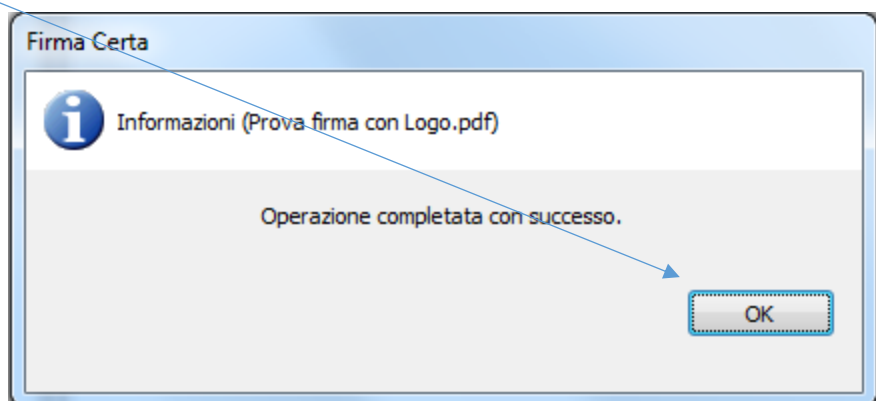 Firma Certa
Informazioni (Prova firma con Logo.pdf)
Operazione completata con successo.
OK